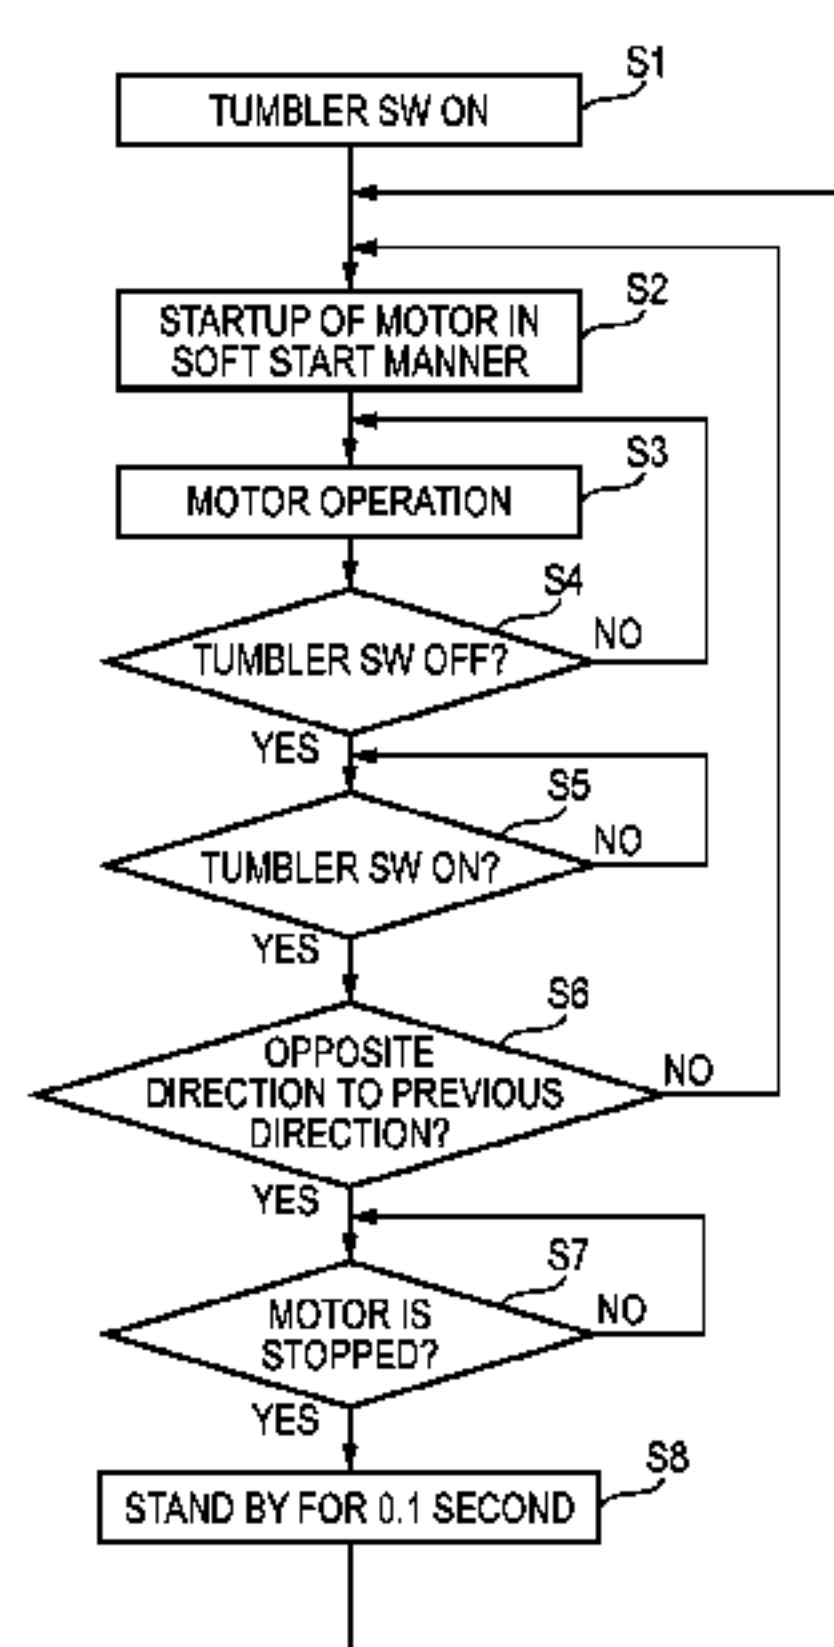 S1
TUMBLER SW ON
S2
STARTUP OF MOTOR IN
SOFT START MANNER
S3
MOTOR OPERATION
S4
NO
TUMBLER SW OFF?
YES
S5
NO
TUMBLER SW ON?
YES
S6
OPPOSITE
NO
DIRECTION TO PREVIOUS
DIRECTION?
YES
S7
NO
MOTOR IS
STOPPED?
YES
S8
STAND BY FOR 0.1 SECOND